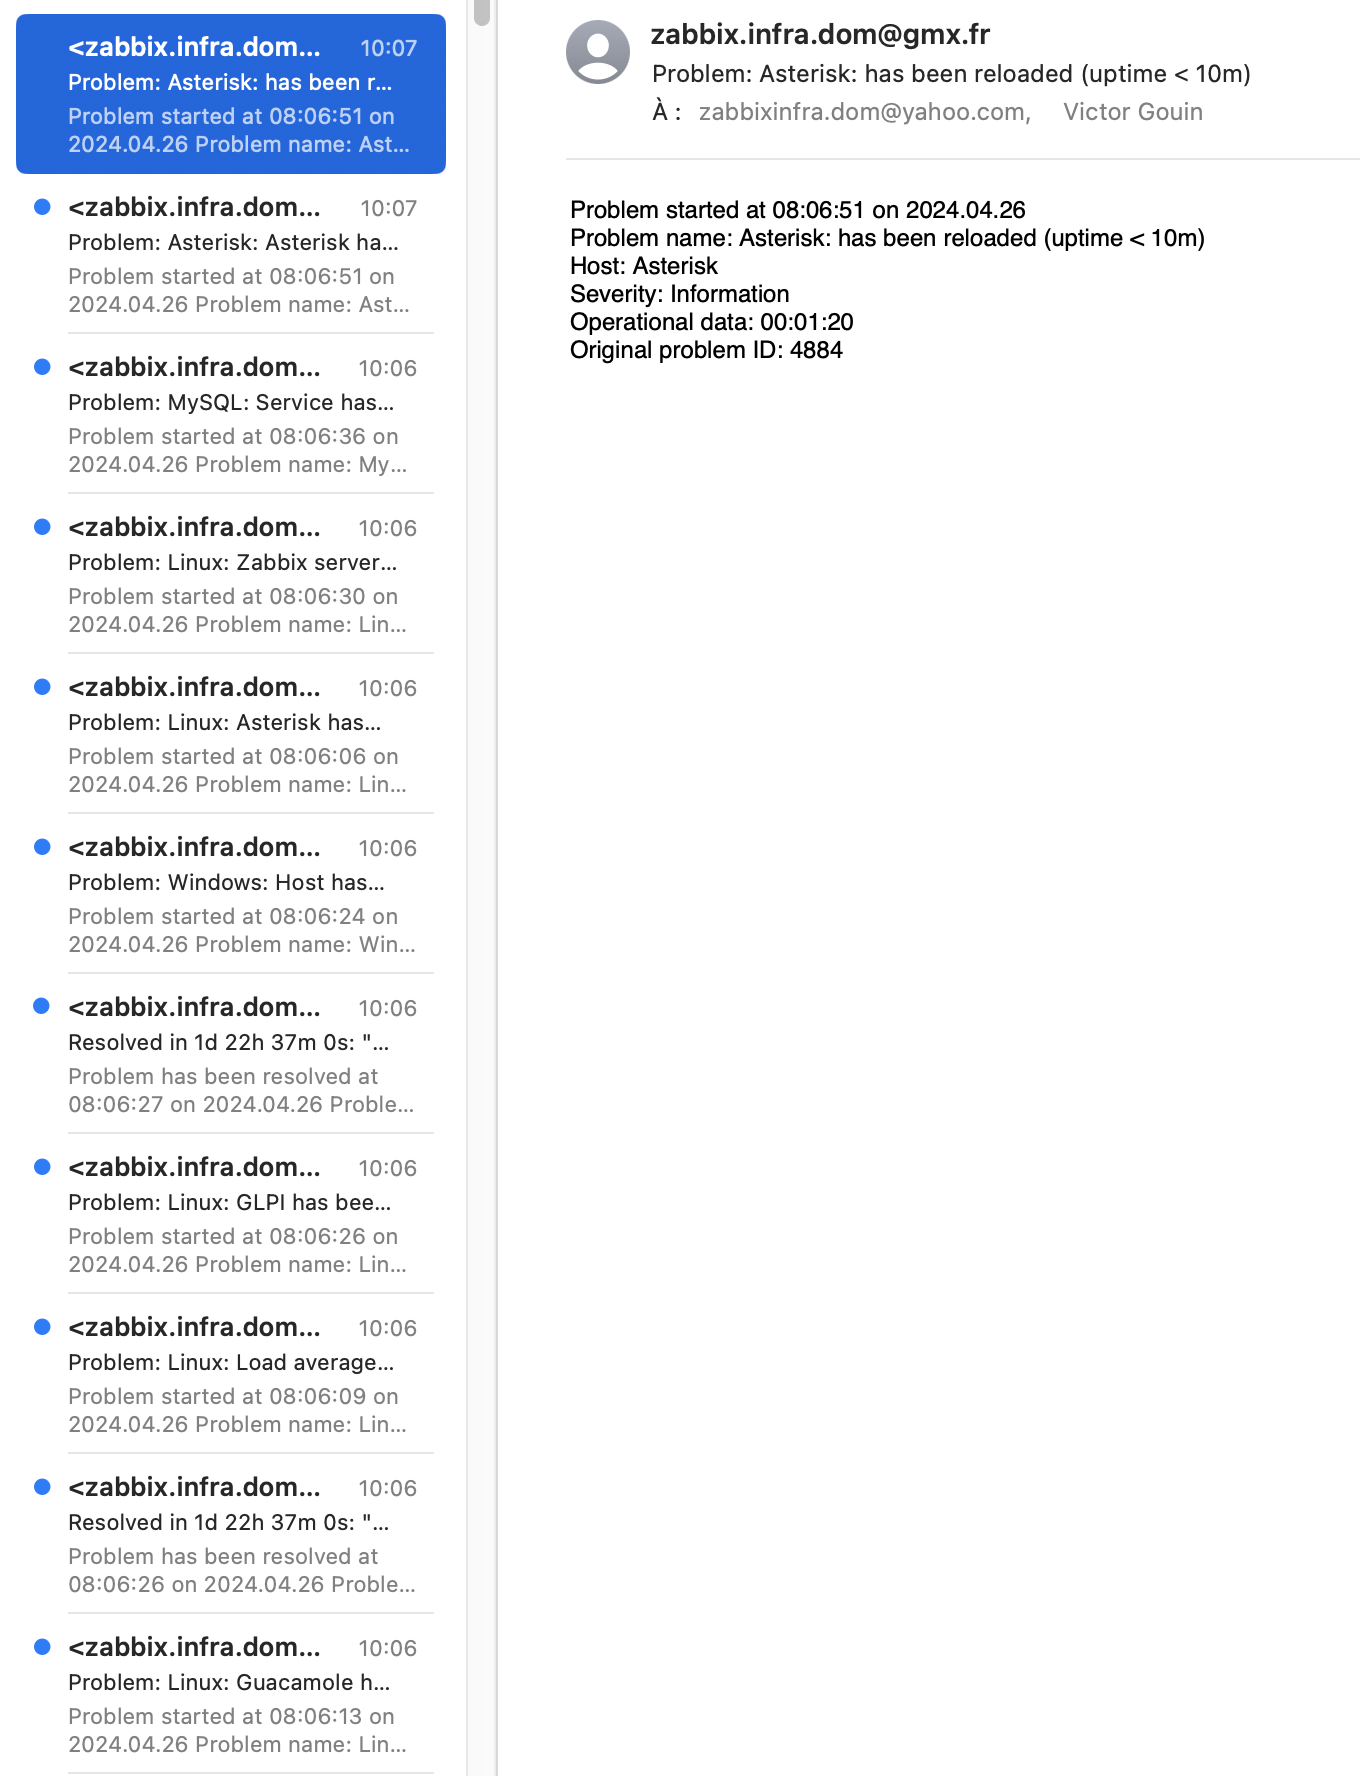 <zabbix.infra.dom... 10:07
Problem: Asterisk: has been r...
Problem started at 08:06:51 on
2024.04.26 Problem name: Ast...
<zabbix.infra.dom... 10:07
Problem: Asterisk: Asterisk ha...
Problem started at 08:06:51 on
2024.04.26 Problem name: Ast...
<zabbix.infra.dom... 10:06
Problem: MySQL: Service has...
Problem started at 08:06:36 on
2024.04.26 Problem name: My...
<zabbix.infra.dom... 10:06
Problem: Linux: Zabbix server...
Problem started at 08:06:30 on
2024.04.26 Problem name: Lin...
<zabbix.infra.dom... 10:06
Problem: Linux: Asterisk has...
Problem started at 08:06:06 on
2024.04.26 Problem name: Lin...
<zabbix.infra.dom... 10:06
Problem: Windows: Host has...
Problem started at 08:06:24 on
2024.04.26 Problem name: Win...
<zabbix.infra.dom... 10:06
Resolved in 1d 22h 37m 0s: "...
Problem has been resolved at
08:06:27 on 2024.04.26 Proble...
<zabbix.infra.dom... 10:06
Problem: Linux: GLPI has bee...
Problem started at 08:06:26 on
2024.04.26 Problem name: Lin...
<zabbix.infra.dom... 10:06
Problem: Linux: Load average...
Problem started at 08:06:09 on
2024.04.26 Problem name: Lin...
<zabbix.infra.dom... 10:06
Resolved in 1d 22h 37m 0s: "...
Problem has been resolved at
08:06:26 on 2024.04.26 Proble...
<zabbix.infra.dom... 10:06
Problem: Linux: Guacamole h...
Problem started at 08:06:13 on
2024.04.26 Problem name: Lin...
zabbix.infra.dom@gmx.fr
Problem: Asterisk: has been reloaded (uptime < 10m)
À : zabbixinfra.dom@yahoo.com, Victor Gouin
Problem started at 08:06:51 on 2024.04.26
Problem name: Asterisk: has been reloaded (uptime < 10m)
Host: Asterisk
Severity: Information
Operational data: 00:01:20
Original problem ID: 4884